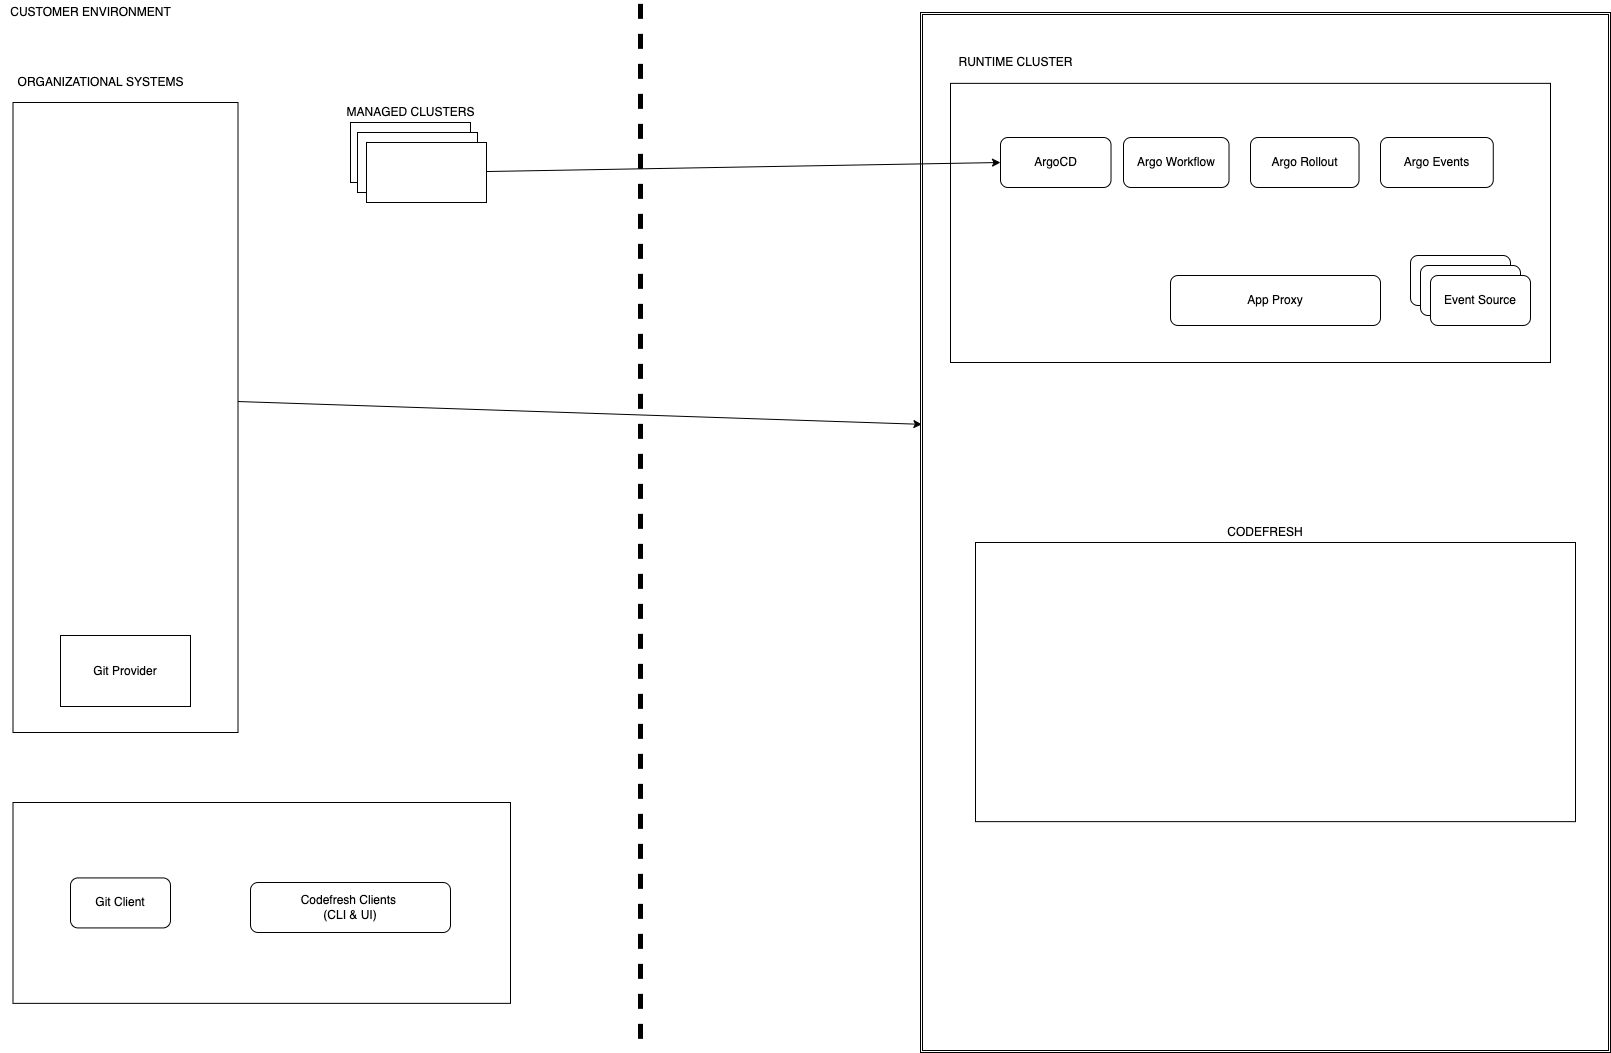 CUSTOMER ENVIRONMENT
ORGANIZATIONAL SYSTEMS
MANAGED CLUSTERS
Git Provider
Git Client
Codefresh Clients
(CLI & UI)
RUNTIME CLUSTER
ArgoCD
Argo Workflow
Argo Rollout
Argo Events
App Proxy
Event Source
CODEFRESH